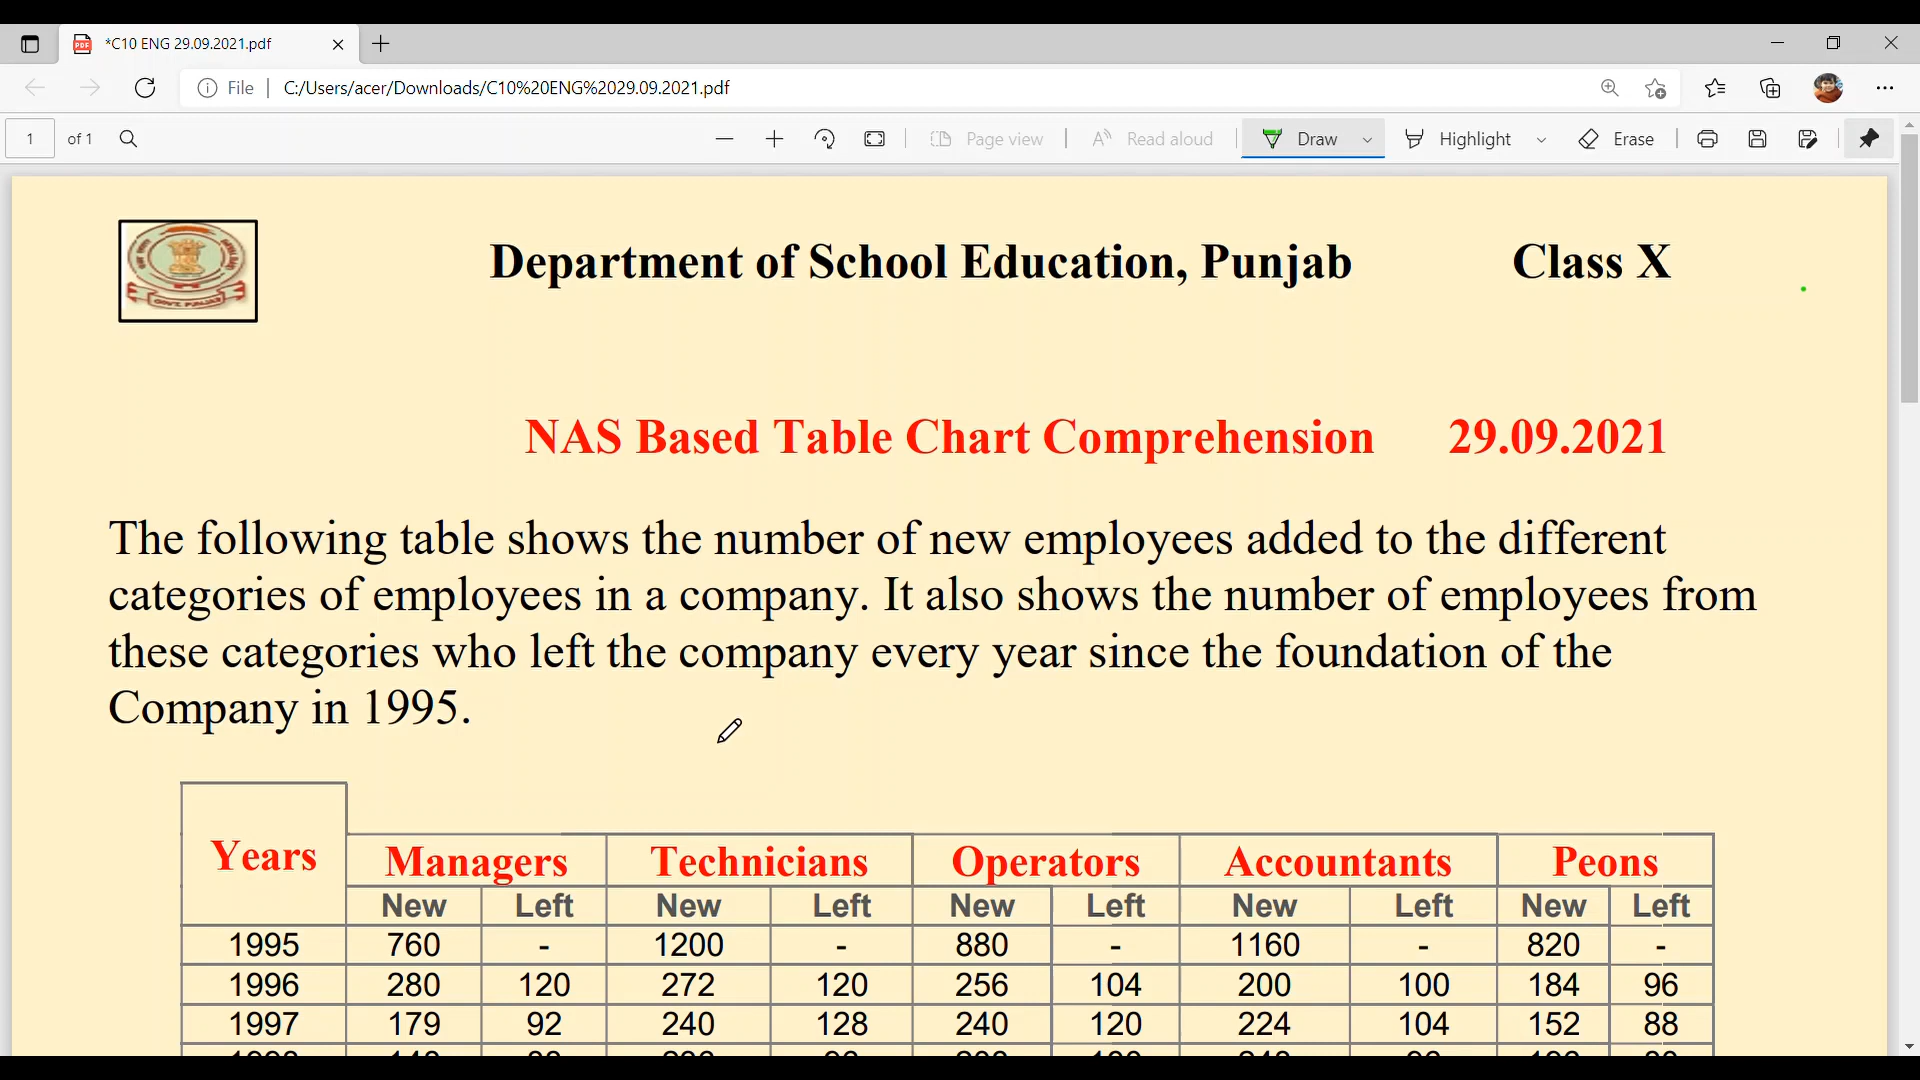 *C10 ENG 29.09.2021.pdf
File C:/Users/acer/Downloads/C10%20ENG%2029.09.2021.pdf
1 of 1 Page view Read aloud Draw Highlight Erase
Department of School Education, Punjab Class X
NAS Based Table Chart Comprehension 29.09.2021
The following table shows the number of new employees added to the different
categories of employees in a company. It also shows the number of employees from
these categories who left the company every year since the foundation of the
Company in 1995.
Years Managers Technicians Operators Accountants Peons
New Left New Left New Left New Left New Left
1995 760 - 1200 - 880 - 1160 - 820 -
1996 280 120 272 120 256 104 200 100 184 96
1997 179 92 240 128 240 120 224 104 152 88